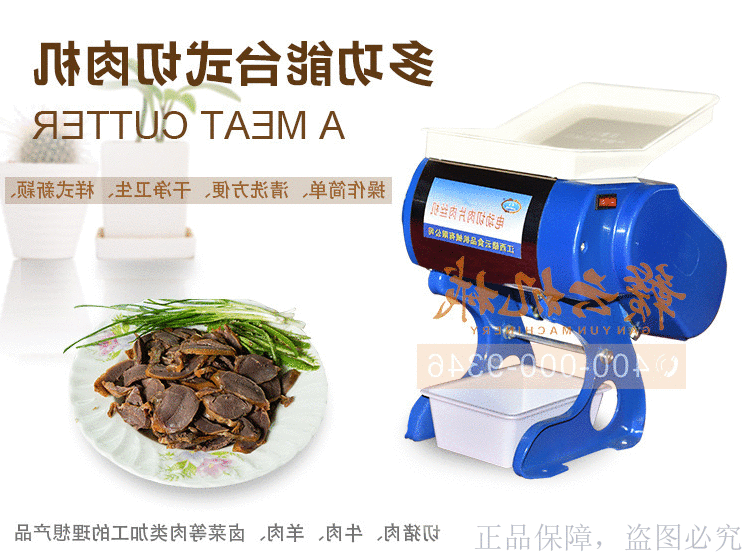 多功能台式切肉机
A MEAT CUTTER
操作简单、清洗方便、干净卫生、样式新颖、
电动切肉片肉丝机
江西赣云食品机械有限公司
赣云机械
GANYUNMACHINERY
400-000-9346
切猪肉、牛肉、羊肉、卤菜等肉类加工的理想产品
正品保障，盗图必究